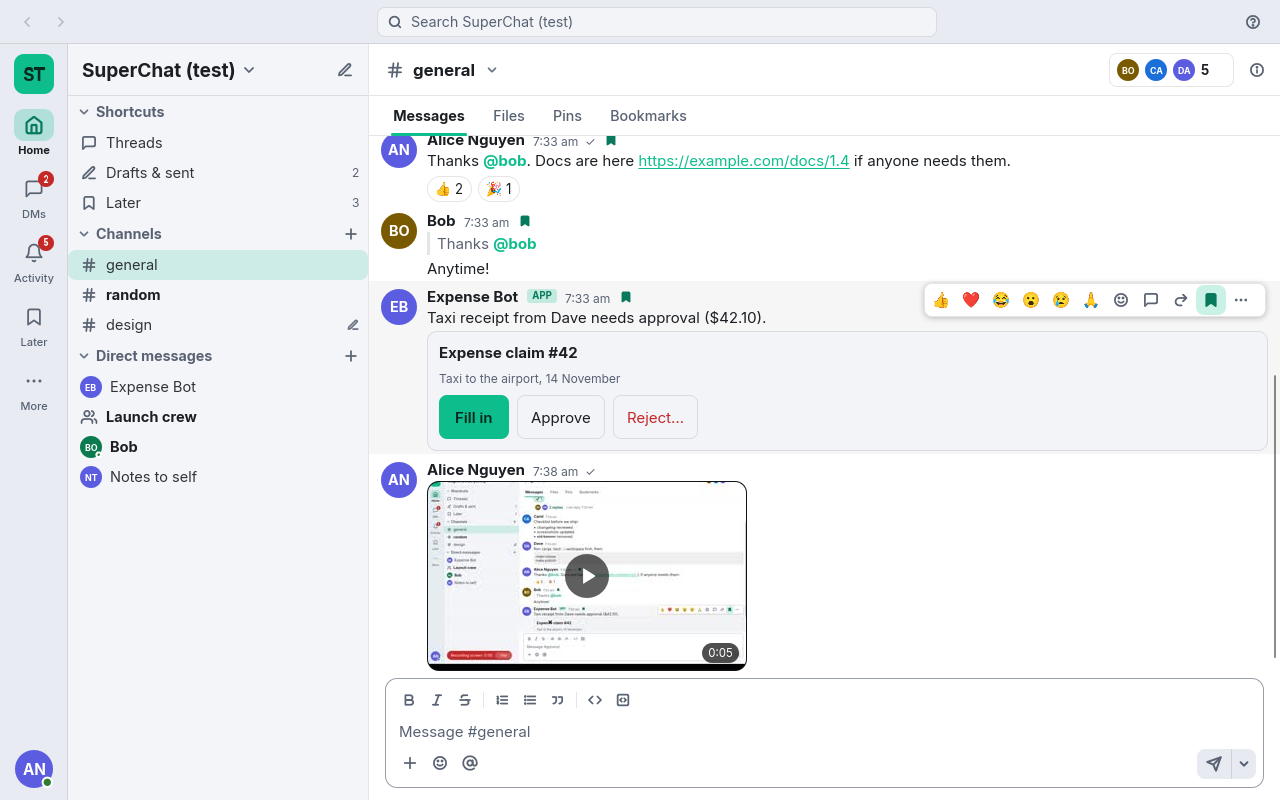 Search SuperChat (test)
ST
SuperChat (test)
general
BO
CA
DA
5
Home
2
DMs
5
Activity
Later
More
AN
Shortcuts
Threads
Drafts & sent
2
Later
3
Channels
general
random
design
Direct messages
EB
Expense Bot
Launch crew
BO
Bob
NT
Notes to self
Messages
Files
Pins
Bookmarks
AN
Alice Nguyen 7:33 am
Thanks @bob. Docs are here https://example.com/docs/1.4 if anyone needs them.
👍 2 🎉 1
BO
Bob 7:33 am
Thanks @bob
Anytime!
EB
Expense Bot APP 7:33 am
Taxi receipt from Dave needs approval ($42.10).
Expense claim #42
Taxi to the airport, 14 November
Fill in
Approve
Reject...
AN
Alice Nguyen 7:38 am
0:05
Message #general